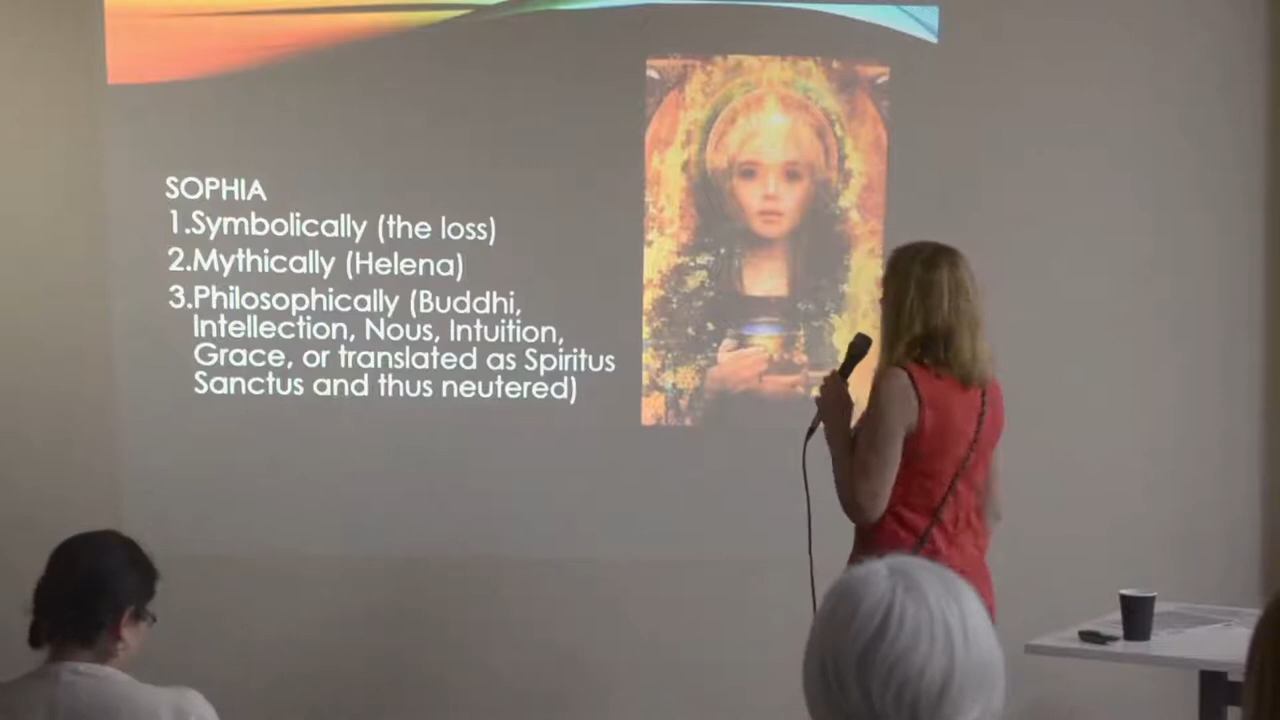 SOPHIA
1.Symbolically (the loss)
2.Mythically (Helena)
3.Philosophically (Buddhi,
Intellection, Nous, Intuition,
Grace, or translated as Spiritus
Sanctus and thus neutered)